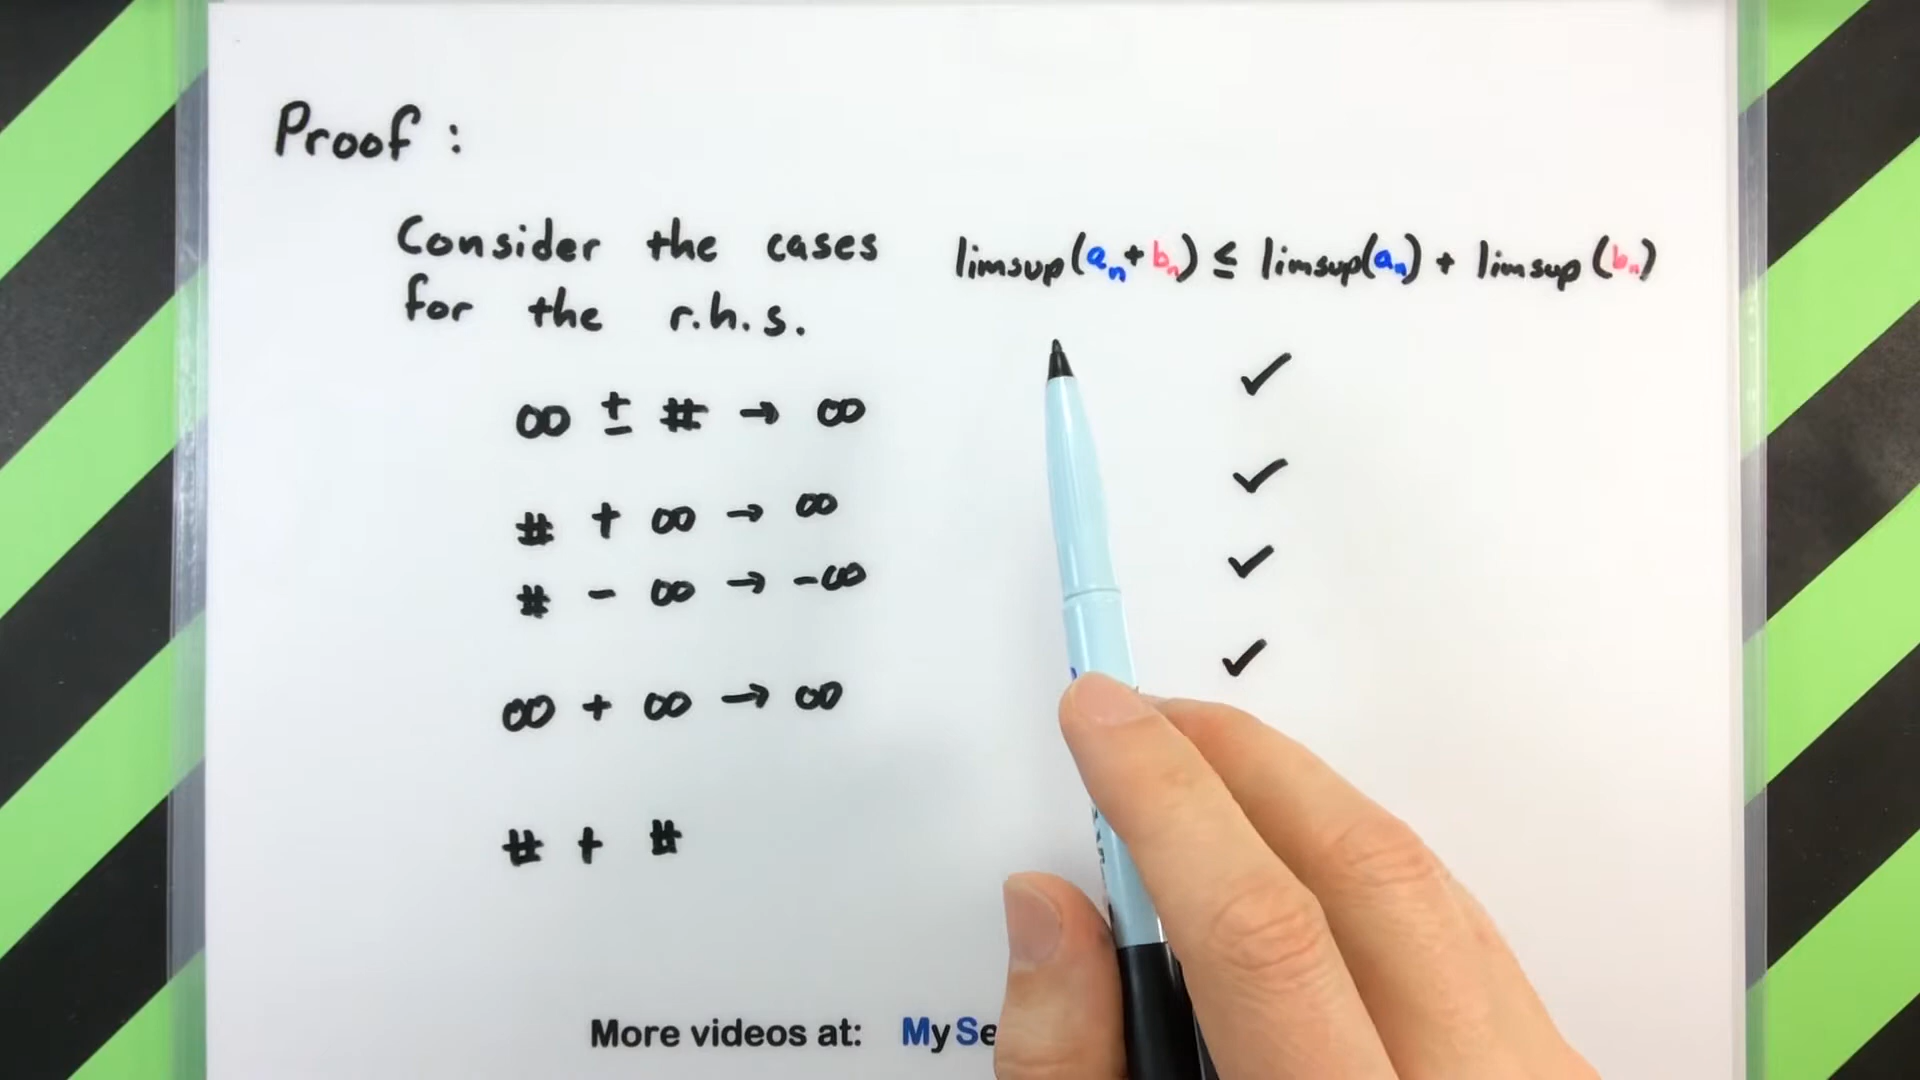 Proof :
Consider the cases
for the r.h.s.
limsup(aₙ + bₙ) ≤ limsup(aₙ) + limsup (bₙ)
∞ ± # → ∞ ✓
# + ∞ → ∞ ✓
# - ∞ → -∞ ✓
∞ + ∞ → ∞ ✓
# + #
More videos at: MySe